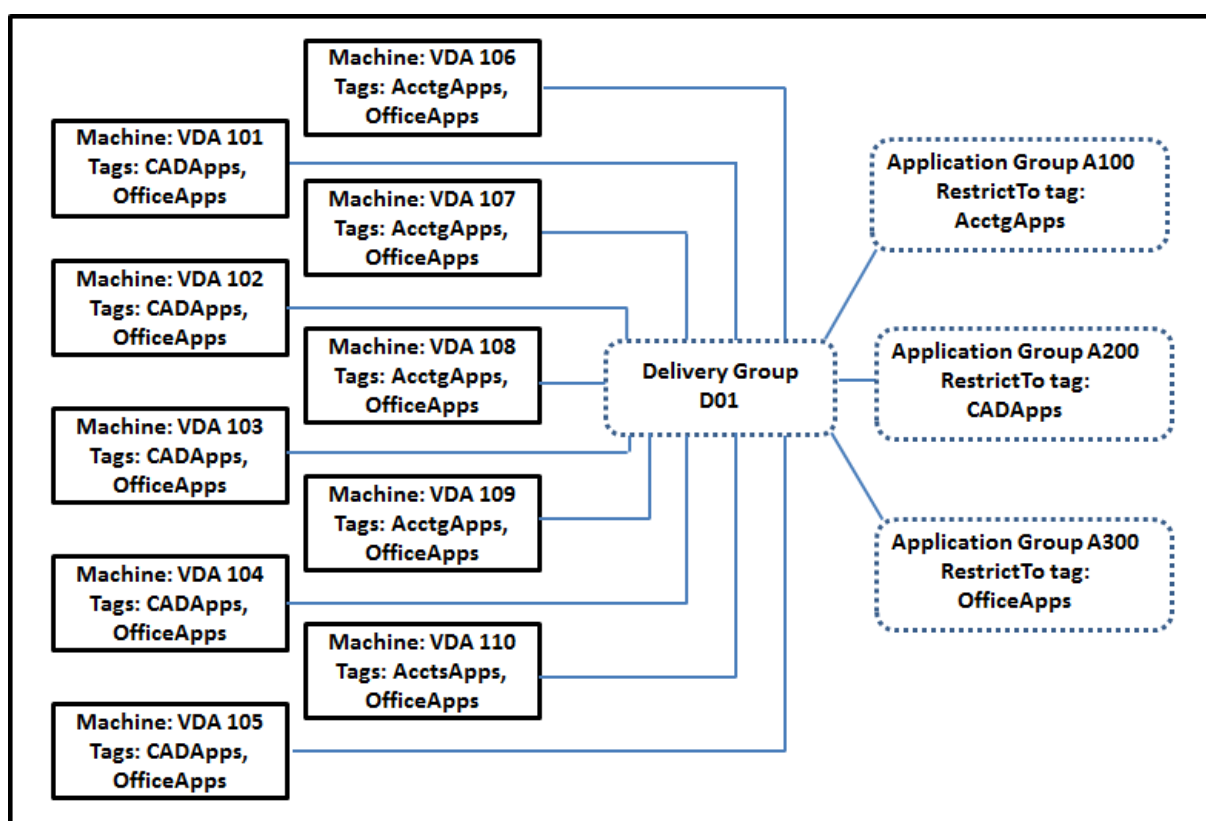 Machine: VDA 106
Tags: AcctgApps,
OfficeApps
Machine: VDA 101
Tags: CADApps,
OfficeApps
Machine: VDA 107
Tags: AcctgApps,
OfficeApps
Machine: VDA 102
Tags: CADApps,
OfficeApps
Machine: VDA 108
Tags: AcctgApps,
OfficeApps
Machine: VDA 103
Tags: CADApps,
OfficeApps
Machine: VDA 109
Tags: AcctgApps,
OfficeApps
Machine: VDA 104
Tags: CADApps,
OfficeApps
Machine: VDA 110
Tags: AcctsApps,
OfficeApps
Machine: VDA 105
Tags: CADApps,
OfficeApps
Delivery Group
D01
Application Group A100
RestrictTo tag:
AcctgApps
Application Group A200
RestrictTo tag:
CADApps
Application Group A300
RestrictTo tag:
OfficeApps